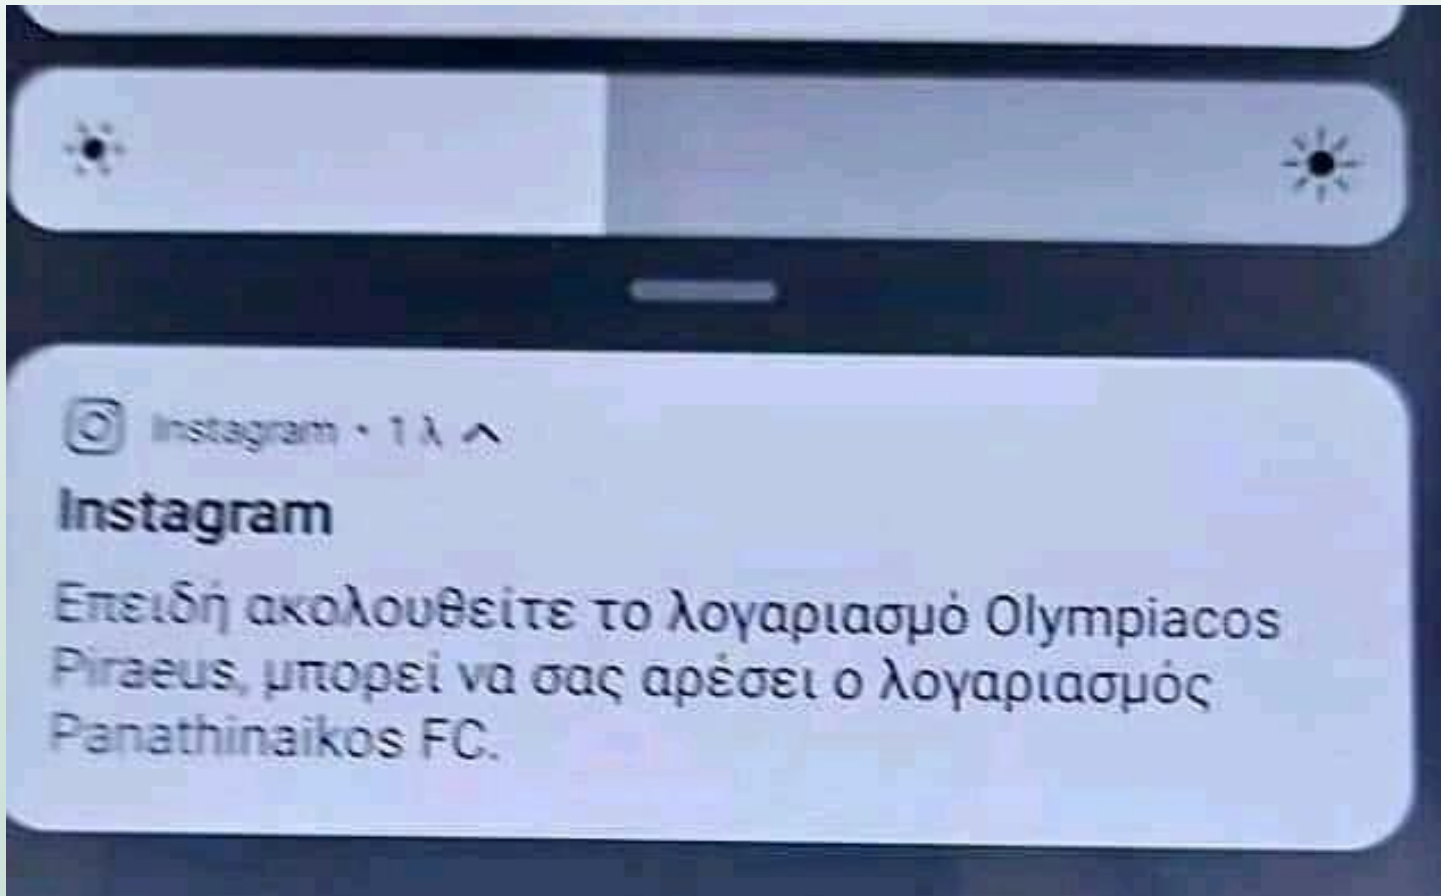 Instagram • 1 λ
Instagram
Επειδή ακολουθείτε το λογαριασμό Olympiacos
Piraeus, μπορεί να σας αρέσει ο λογαριασμός
Panathinaikos FC.